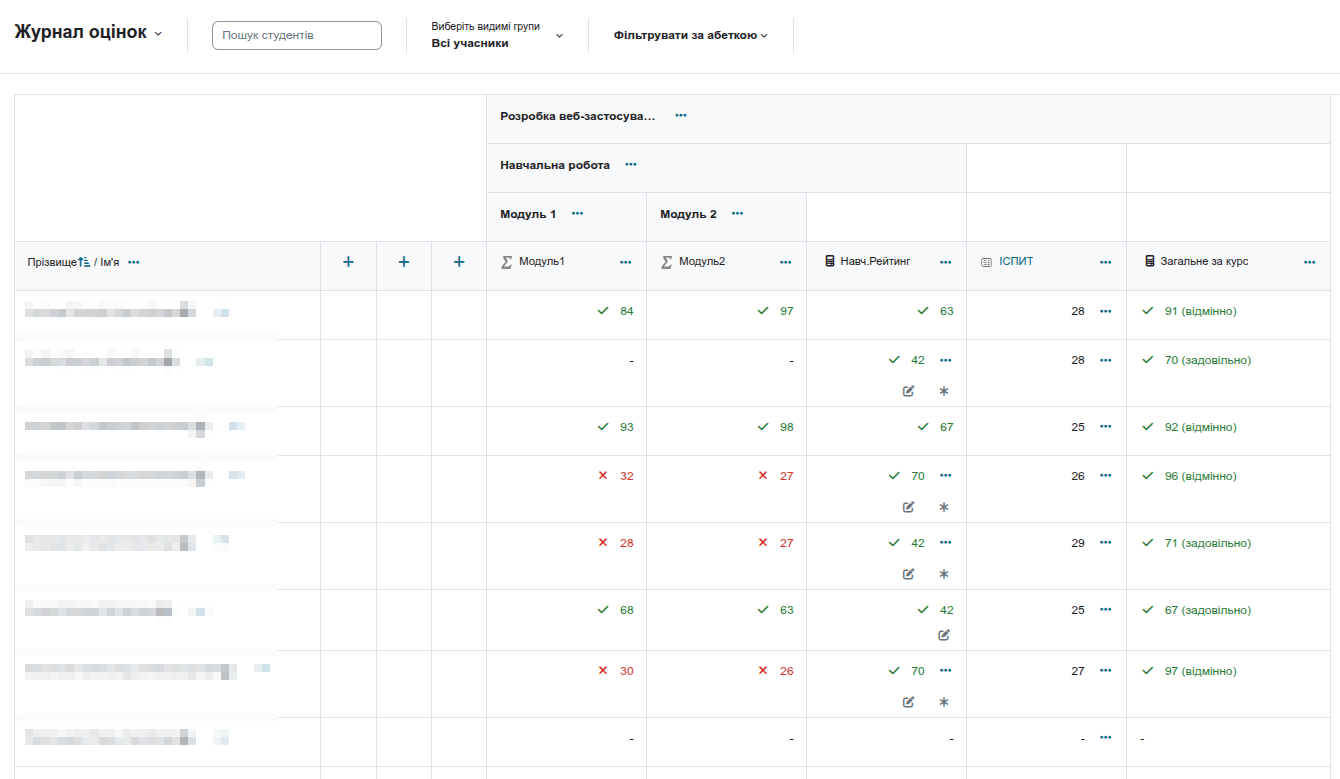 Журнал оцінок
Пошук студентів
Виберіть видимі групи
Всі учасники
Фільтрувати за абеткою
Розробка веб-застосува...
Навчальна робота
Модуль 1
Модуль 2
Прізвище / Ім'я + + + Модуль1 Модуль2 Навч.Рейтинг ІСПИТ Загальне за курс
84 97 63 28 91 (відмінно)
- - 42 28 70 (задовільно)
93 98 67 25 92 (відмінно)
32 27 70 26 96 (відмінно)
28 27 42 29 71 (задовільно)
68 63 42 25 67 (задовільно)
30 26 70 27 97 (відмінно)
- - - - -